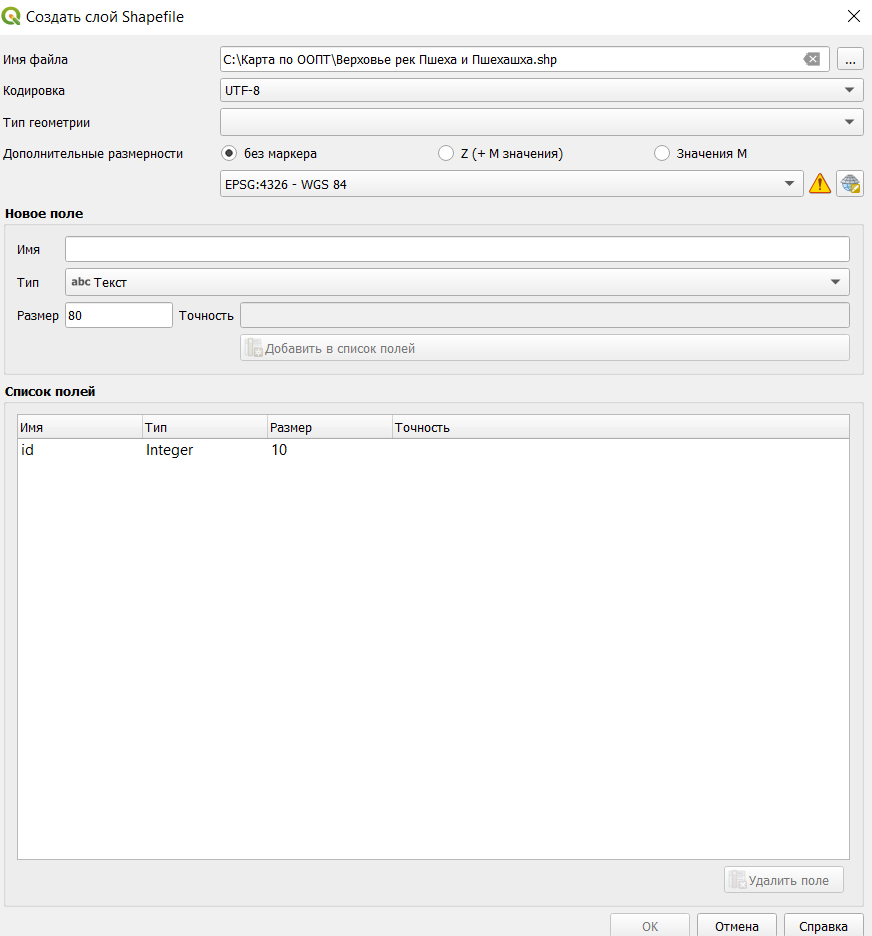 Создать слой Shapefile
Имя файла C:\Карта по ООПТ\Верховье рек Пшеха и Пшехашха.shp ...
Кодировка UTF-8
Тип геометрии
Дополнительные размерности без маркера Z (+ M значения) Значения M
EPSG:4326 - WGS 84
Новое поле
Имя
Тип abc Текст
Размер 80 Точность
Добавить в список полей
Список полей
Имя Тип Размер Точность
id Integer 10
Удалить поле
ОК Отмена Справка